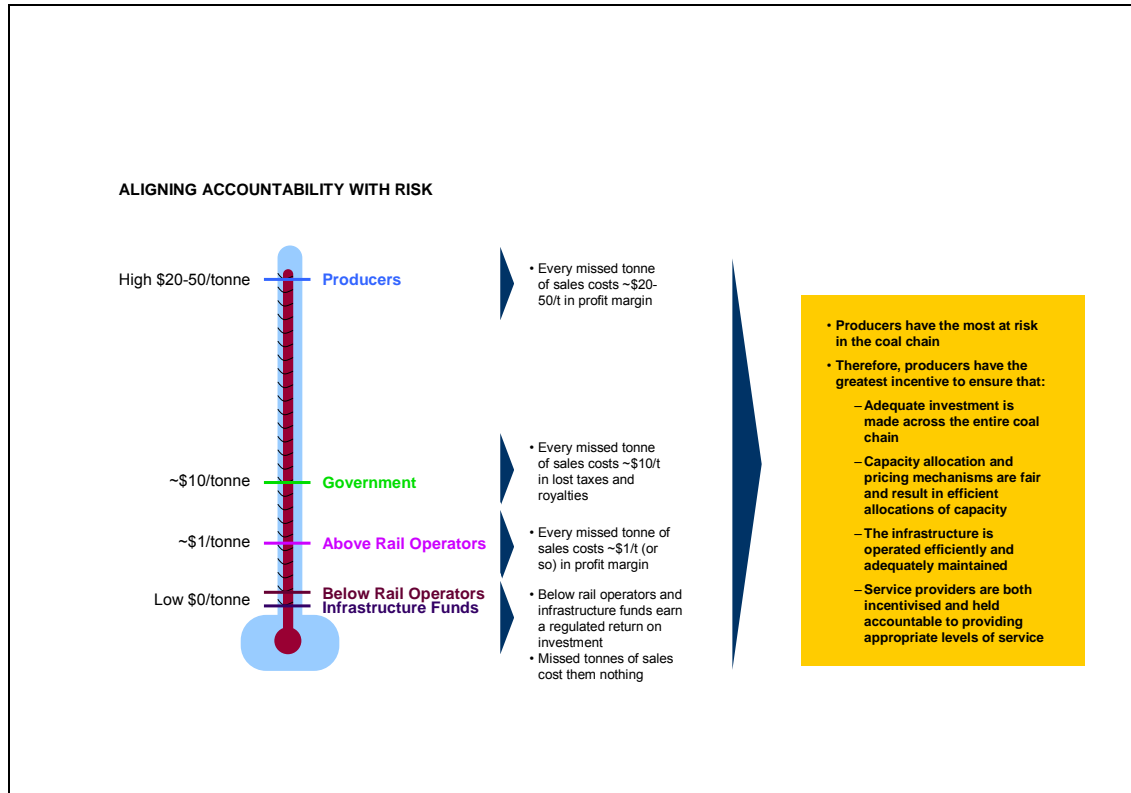 ALIGNING ACCOUNTABILITY WITH RISK
High $20-50/tonne
Producers
• Every missed tonne
of sales costs ~$20-
50/t in profit margin
~$10/tonne
Government
• Every missed tonne
of sales costs ~$10/t
in lost taxes and
royalties
~$1/tonne
Above Rail Operators
• Every missed tonne of
sales costs ~$1/t (or
so) in profit margin
Low $0/tonne
Below Rail Operators
Infrastructure Funds
• Below rail operators and
infrastructure funds earn
a regulated return on
investment
• Missed tonnes of sales
cost them nothing
• Producers have the most at risk
in the coal chain
• Therefore, producers have the
greatest incentive to ensure that:
– Adequate investment is
made across the entire coal
chain
– Capacity allocation and
pricing mechanisms are fair
and result in efficient
allocations of capacity
– The infrastructure is
operated efficiently and
adequately maintained
– Service providers are both
incentivised and held
accountable to providing
appropriate levels of service